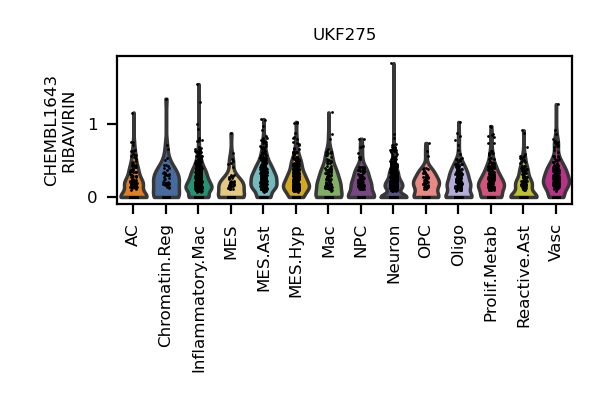 UKF275
CHEMBL1643
RIBAVIRIN
1
0
AC
Chromatin.Reg
Inflammatory.Mac
MES
MES.Ast
MES.Hyp
Mac
NPC
Neuron
OPC
Oligo
Prolif.Metab
Reactive.Ast
Vasc